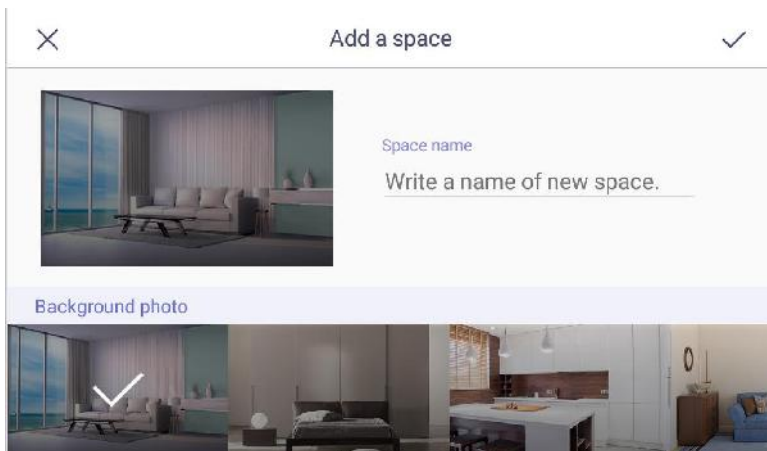 Add a space
Space name
Write a name of new space.
Background photo